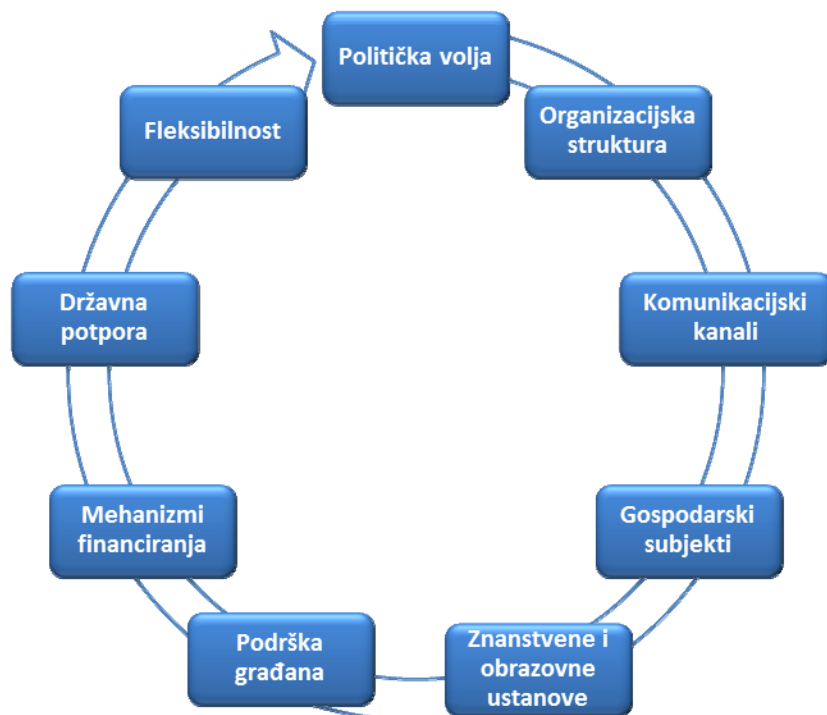 Politička volja
Organizacijska
struktura
Komunikacijski
kanali
Gospodarski
subjekti
Znanstvene i
obrazovne
ustanove
Podrška
građana
Mehanizmi
financiranja
Državna
potpora
Fleksibilnost